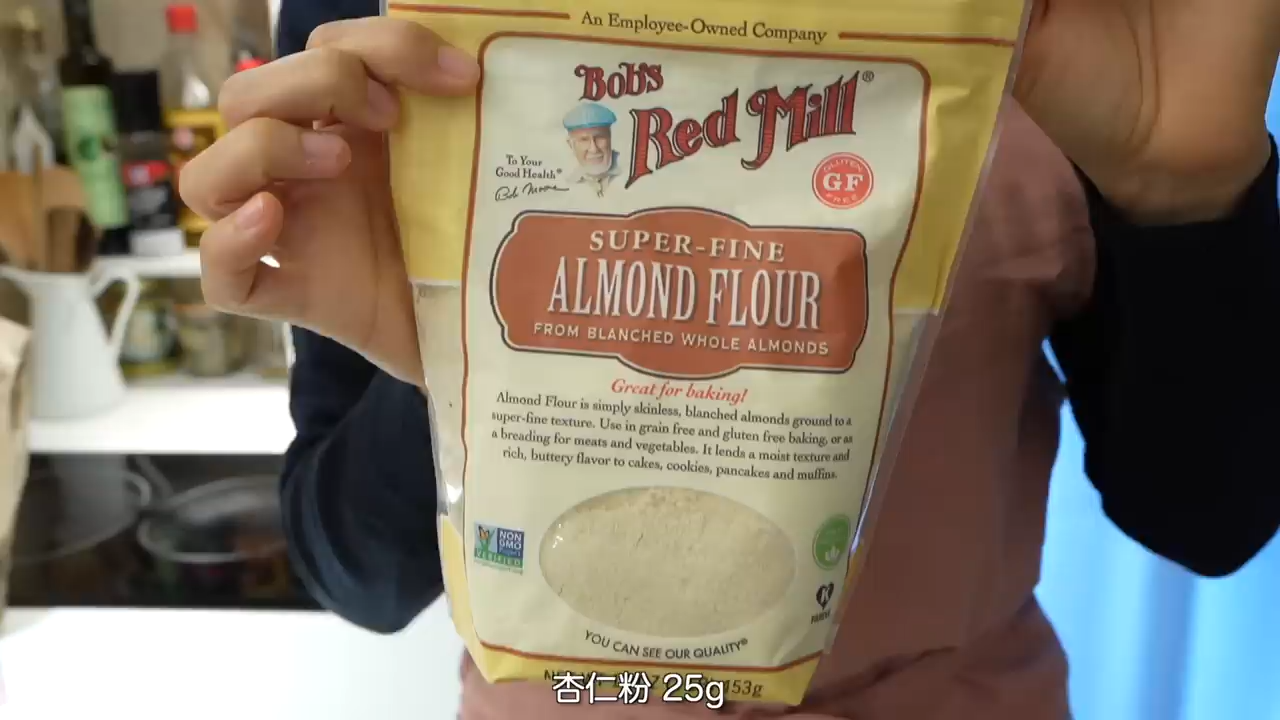 An Employee-Owned Company
Bob's
Red Mill®
To Your
Good Health®
Bob Moore
GLUTEN
GF
FREE
SUPER-FINE
ALMOND FLOUR
FROM BLANCHED WHOLE ALMONDS
Great for baking!
Almond Flour is simply skinless, blanched almonds ground to a
super-fine texture. Use in grain free and gluten free baking, or as
a breading for meats and vegetables. It lends a moist texture and
rich, buttery flavor to cakes, cookies, pancakes and muffins.
NON
GMO
Project
VERIFIED
K
YOU CAN SEE OUR QUALITY®
453g
杏仁粉 25g